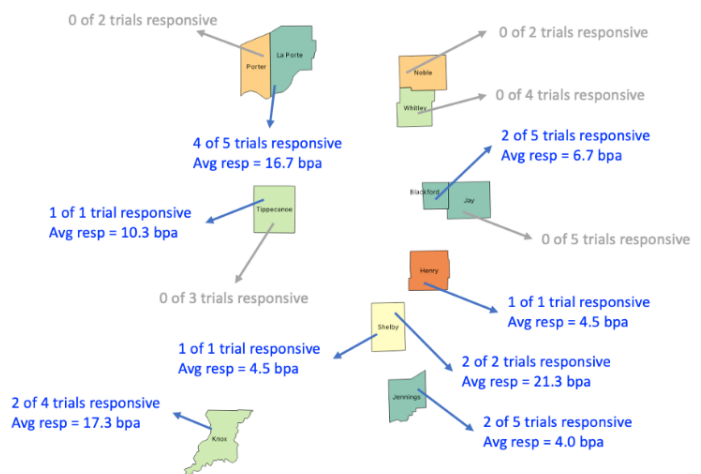 0 of 2 trials responsive
La Porte
Porter
0 of 2 trials responsive
Noble
0 of 4 trials responsive
Whitley
4 of 5 trials responsive
Avg resp = 16.7 bpa
2 of 5 trials responsive
Avg resp = 6.7 bpa
Blackford
Jay
1 of 1 trial responsive
Avg resp = 10.3 bpa
Tippecanoe
0 of 5 trials responsive
0 of 3 trials responsive
Henry
1 of 1 trial responsive
Avg resp = 4.5 bpa
Shelby
1 of 1 trial responsive
Avg resp = 4.5 bpa
2 of 2 trials responsive
Avg resp = 21.3 bpa
Jennings
2 of 4 trials responsive
Avg resp = 17.3 bpa
Knox
2 of 5 trials responsive
Avg resp = 4.0 bpa